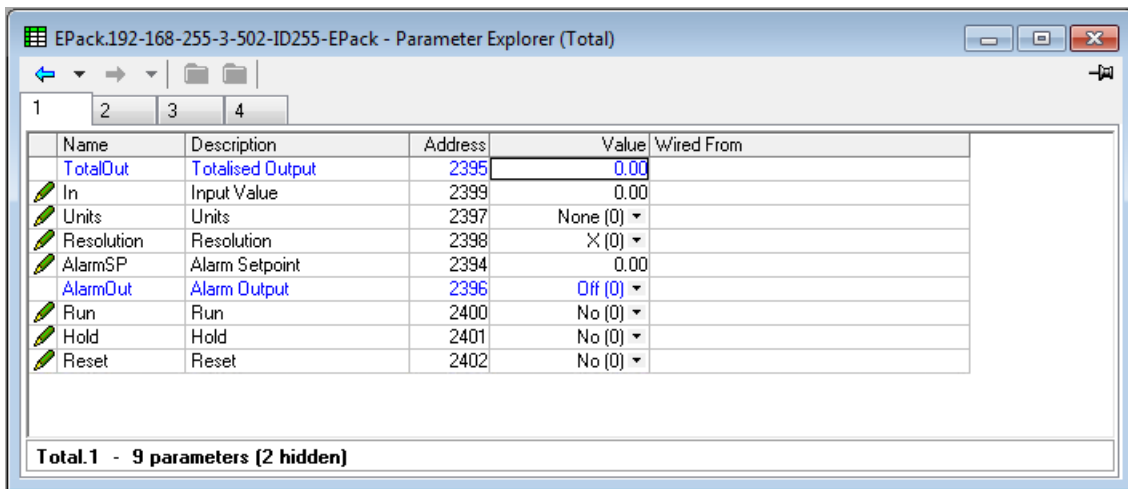 EPack.192-168-255-3-502-ID255-EPack - Parameter Explorer (Total)
1 2 3 4
Name Description Address Value Wired From
TotalOut Totalised Output 2395 0.00
In Input Value 2399 0.00
Units Units 2397 None (0)
Resolution Resolution 2398 X (0)
AlarmSP Alarm Setpoint 2394 0.00
AlarmOut Alarm Output 2396 Off (0)
Run Run 2400 No (0)
Hold Hold 2401 No (0)
Reset Reset 2402 No (0)
Total.1 - 9 parameters (2 hidden)